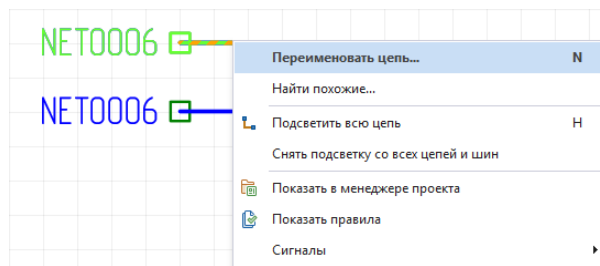 NET0006
Переименовать цепь... N
Найти похожие...
NET0006
Подсветить всю цепь H
Снять подсветку со всех цепей и шин
Показать в менеджере проекта
Показать правила
Сигналы